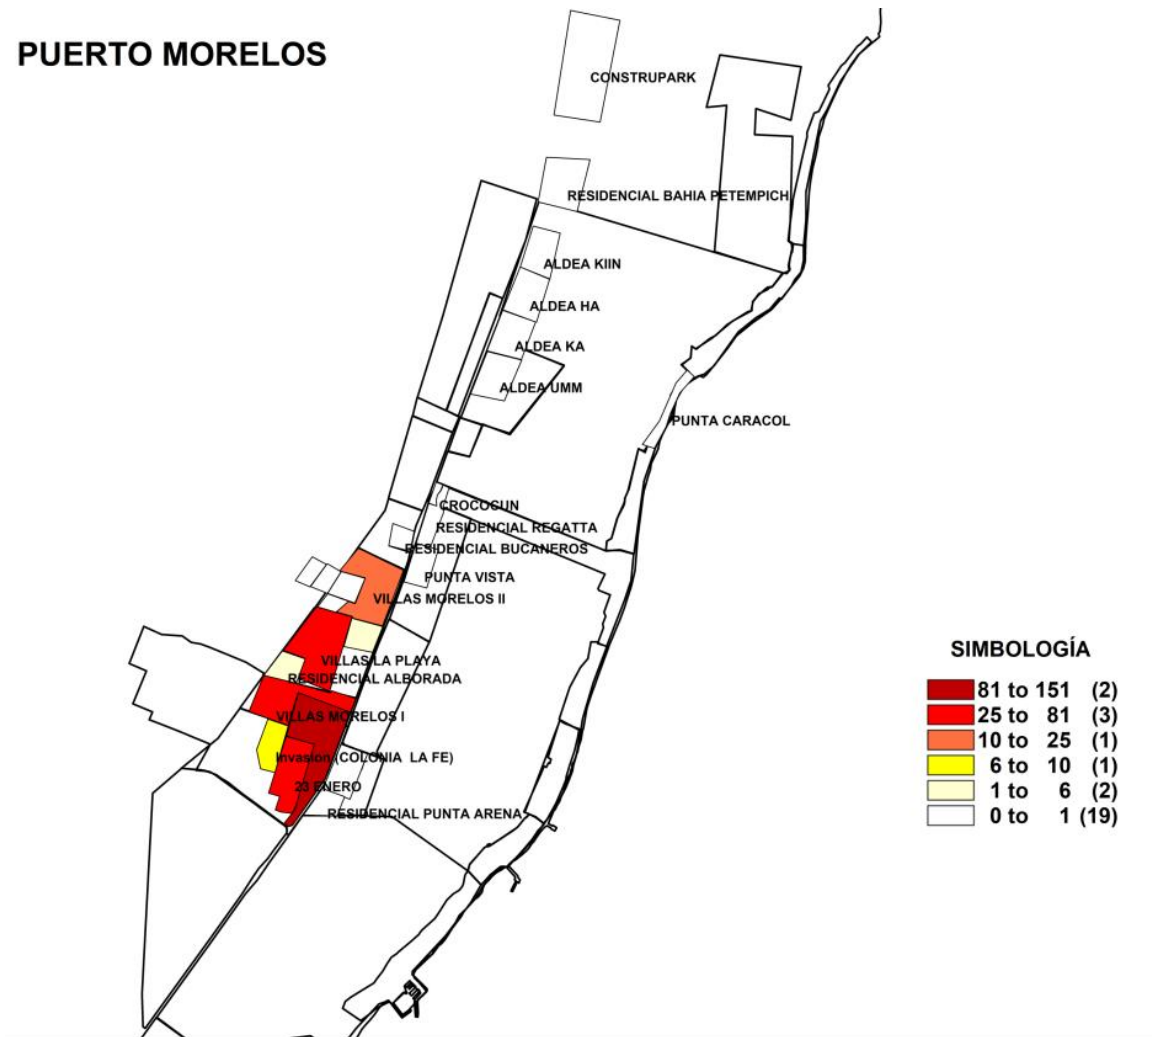 PUERTO MORELOS
CONSTRUPARK
RESIDENCIAL BAHIA PETEMPICH
ALDEA KIIN
ALDEA HA
ALDEA KA
ALDEA UMM
PUNTA CARACOL
CROCOCUN
RESIDENCIAL REGATTA
RESIDENCIAL BUCANEROS
PUNTA VISTA
VILLAS MORELOS II
VILLAS LA PLAYA
RESIDENCIAL ALBORADA
VILLAS MORELOS I
Invasion (COLONIA LA FE)
23 ENERO
RESIDENCIAL PUNTA ARENA
SIMBOLOGÍA
81 to 151 (2)
25 to 81 (3)
10 to 25 (1)
6 to 10 (1)
1 to 6 (2)
0 to 1 (19)